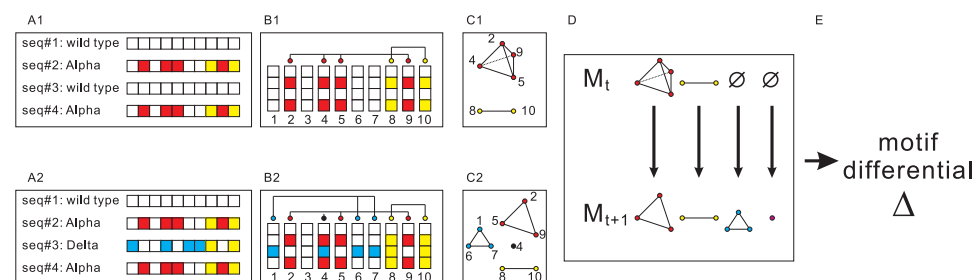 A1
B1
C1
D
E
seq#1: wild type
seq#2: Alpha
seq#3: wild type
seq#4: Alpha
1 2 4 5 6 7 8 9 10
2
9
4
5
8 10
M t
∅ ∅
motif
differential
Δ
M t+1
A2
B2
C2
seq#1: wild type
seq#2: Alpha
seq#3: Delta
seq#4: Alpha
1 2 4 5 6 7 8 9 10
2
1
5
9
4
6 7
8 10